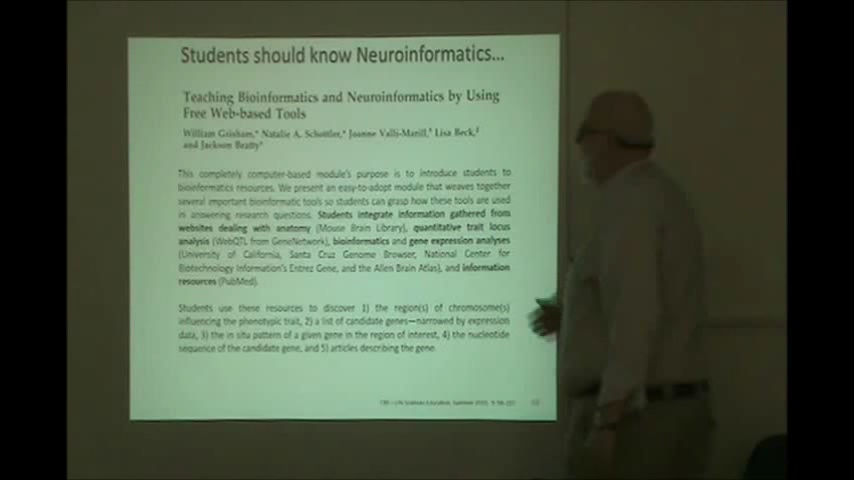 Students should know Neuroinformatics...
Teaching Bioinformatics and Neuroinformatics by Using
Free Web-based Tools
William Grisham,* Natalie A. Schottler,* Joanne Valli-Marill,† Lisa Beck,‡
and Jackson Beatty*
This completely computer-based module's purpose is to introduce students to
bioinformatics resources. We present an easy-to-adopt module that weaves together
several important bioinformatic tools so students can grasp how these tools are used
in answering research questions. Students integrate information gathered from
websites dealing with anatomy (Mouse Brain Library), quantitative trait locus
analysis (WebQTL from GeneNetwork), bioinformatics and gene expression analyses
(University of California, Santa Cruz Genome Browser, National Center for
Biotechnology Information's Entrez Gene, and the Allen Brain Atlas), and information
resources (PubMed).
Students use these resources to discover 1) the region(s) of chromosome(s)
influencing the phenotypic trait, 2) a list of candidate genes—narrowed by expression
data, 3) the in situ pattern of a given gene in the region of interest, 4) the nucleotide
sequence of the candidate gene, and 5) articles describing the gene.
Life Sciences Education, Summer